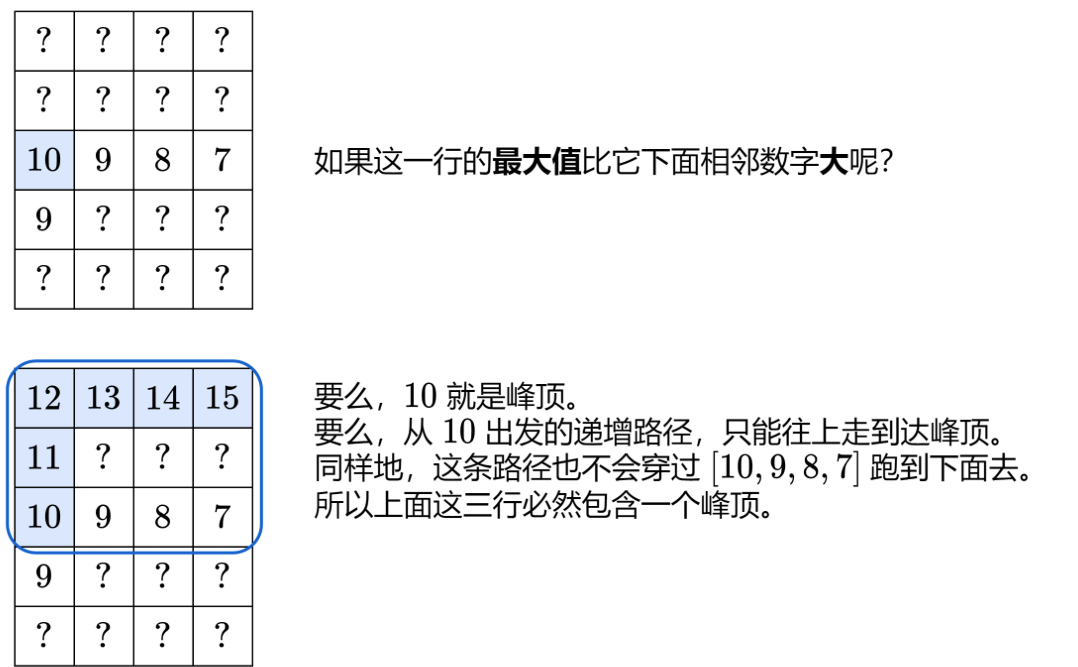 ? ? ? ?
? ? ? ?
10 9 8 7
9 ? ? ?
? ? ? ?
如果这一行的最大值比它下面相邻数字大呢？
12 13 14 15
11 ? ? ?
10 9 8 7
9 ? ? ?
? ? ? ?
要么，10 就是峰顶。
要么，从 10 出发的递增路径，只能往上走到达峰顶。
同样地，这条路径也不会穿过 [10, 9, 8, 7] 跑到下面去。
所以上面这三行必然包含一个峰顶。